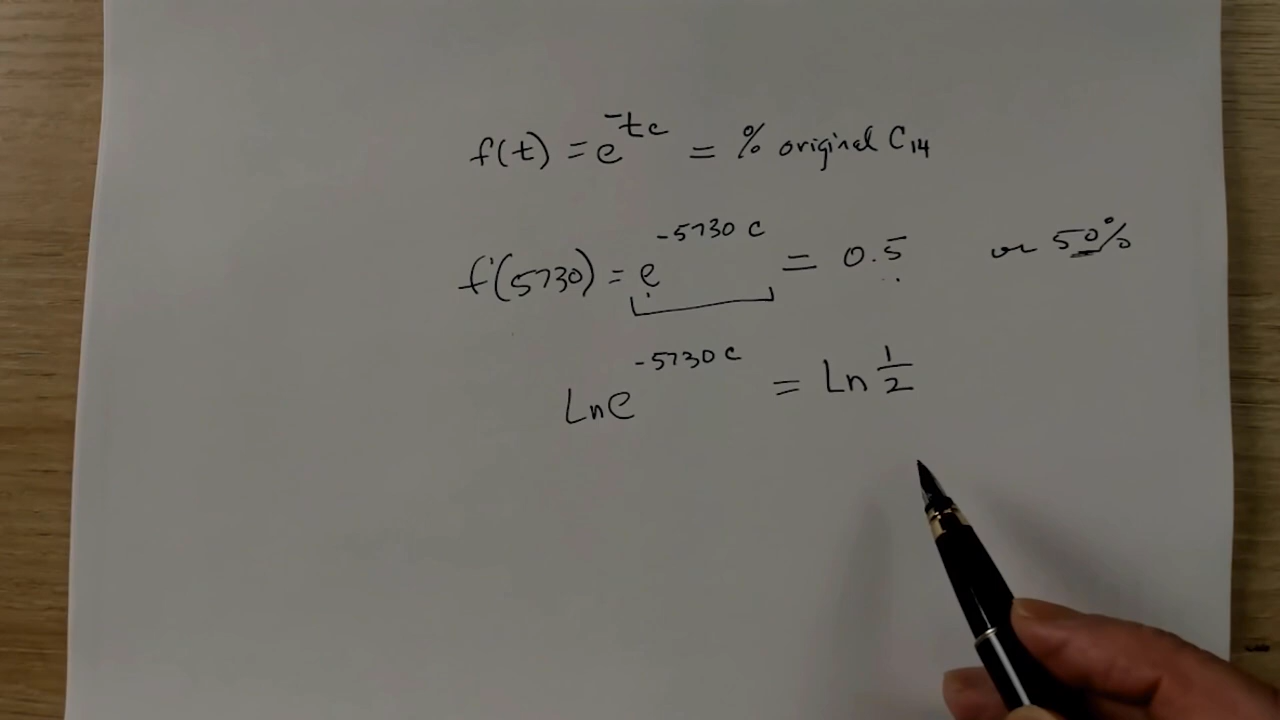 f(t) = e^-tc = % original C₁₄
f(5730) = e^-5730 c = 0.5 or 50%
Ln e^-5730 c = Ln 1/2